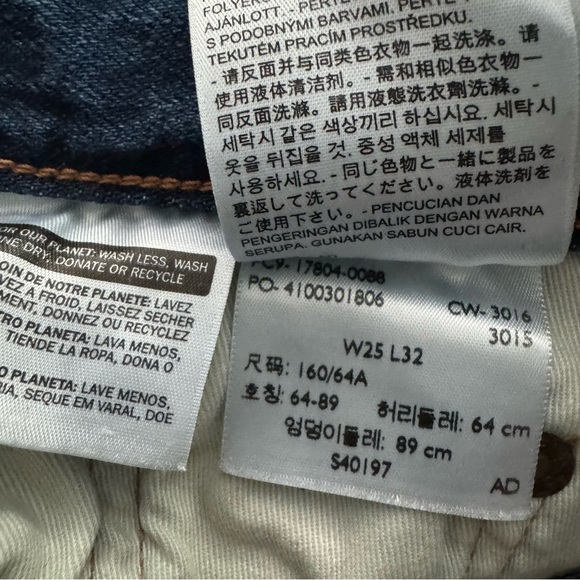 AJÁNLOTT. - PERTE
S PODOBNÝMI BARVAMI. PERTE
TEKUTÉM PRACÍM PROSTŘEDKU.
- 请反面并与同类色衣物一起洗涤。请
使用液体清洁剂。- 需和相似色衣物一
同反面洗滌。請用液態洗衣劑洗滌。-
세탁시 같은 색상끼리 하십시요. 세탁시
옷을 뒤집을 것. 중성 액체 세제를
사용하세요. - 同じ色物と一緒に製品を
裏返して洗ってください。液体洗剤を
ご使用下さい。- PENCUCIAN DAN
PENGERINGAN DIBALIK DENGAN WARNA
SERUPA. GUNAKAN SABUN CUCI CAIR.
FOR OUR PLANET: WASH LESS, WASH
LINE DRY, DONATE OR RECYCLE
SOIN DE NOTRE PLANETE: LAVEZ
LAVEZ À FROID, LAISSEZ SECHER
DONNEZ OU RECYCLEZ
PLANETA: LAVA MENOS,
TIENDE LA ROPA, DONA O
PLANETA: LAVE MENOS,
SEQUE EM VARAL, DOE
PC9- 17804-0088
PO- 4100301806
CW- 3016
3015
W25 L32
尺码: 160/64A
호칭: 64-89 허리둘레: 64 cm
엉덩이둘레: 89 cm
S40197
AD